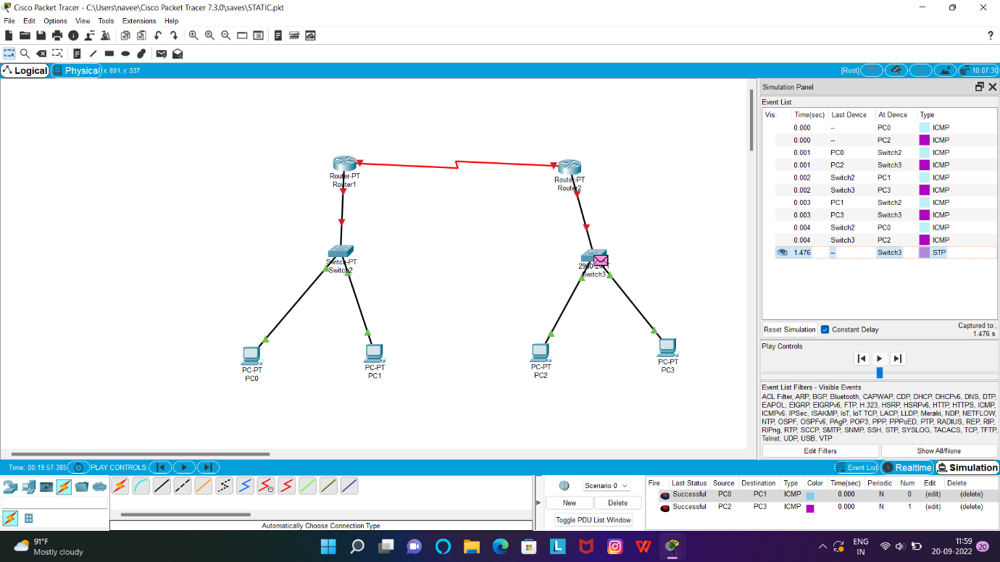 Cisco Packet Tracer - C:\Users\navee\Cisco Packet Tracer 7.3.0\saves\STATIC.pkt
File Edit Options View Tools Extensions Help
?
Logical Physical x: 891, y: 337 [Root] 10:07:30
Simulation Panel
Event List
Vis. Time(sec) Last Device At Device Type
0.000 -- PC0 ICMP
0.000 -- PC2 ICMP
0.001 PC0 Switch2 ICMP
0.001 PC2 Switch3 ICMP
0.002 Switch2 PC1 ICMP
0.002 Switch3 PC3 ICMP
0.003 PC1 Switch2 ICMP
0.003 PC3 Switch3 ICMP
0.004 Switch2 PC0 ICMP
0.004 Switch3 PC2 ICMP
1.476 -- Switch3 STP
Router-PT
Router1
Router-PT
Router2
Switch-PT
Switch2
Switch3
PC-PT
PC0
PC-PT
PC1
PC-PT
PC2
PC-PT
PC3
Reset Simulation Constant Delay Captured to:
1.476 s
Play Controls
Event List Filters - Visible Events
ACL Filter, ARP, BGP, Bluetooth, CAPWAP, CDP, DHCP, DHCPv6, DNS, DTP,
EAPOL, EIGRP, EIGRPv6, FTP, H.323, HSRP, HSRPv6, HTTP, HTTPS, ICMP,
ICMPv6, IPSec, ISAKMP, IoT, IoT TCP, LACP, LLDP, Meraki, NDP, NETFLOW,
NTP, OSPF, OSPFv6, PAgP, POP3, PPP, PPPoED, PTP, RADIUS, REP, RIP,
RIPng, RTP, SCCP, SMTP, SNMP, SSH, STP, SYSLOG, TACACS, TCP, TFTP,
Telnet, UDP, USB, VTP
Edit Filters Show All/None
Time: 00:19:57.385 PLAY CONTROLS: Event List Realtime Simulation
Scenario 0
New Delete
Toggle PDU List Window
Fire Last Status Source Destination Type Color Time(sec) Periodic Num Edit Delete
Successful PC0 PC1 ICMP 0.000 N 0 (edit) (delete)
Successful PC2 PC3 ICMP 0.000 N 1 (edit) (delete)
Automatically Choose Connection Type
91°F
Mostly cloudy
L
ENG
IN
11:59
20-09-2022
20